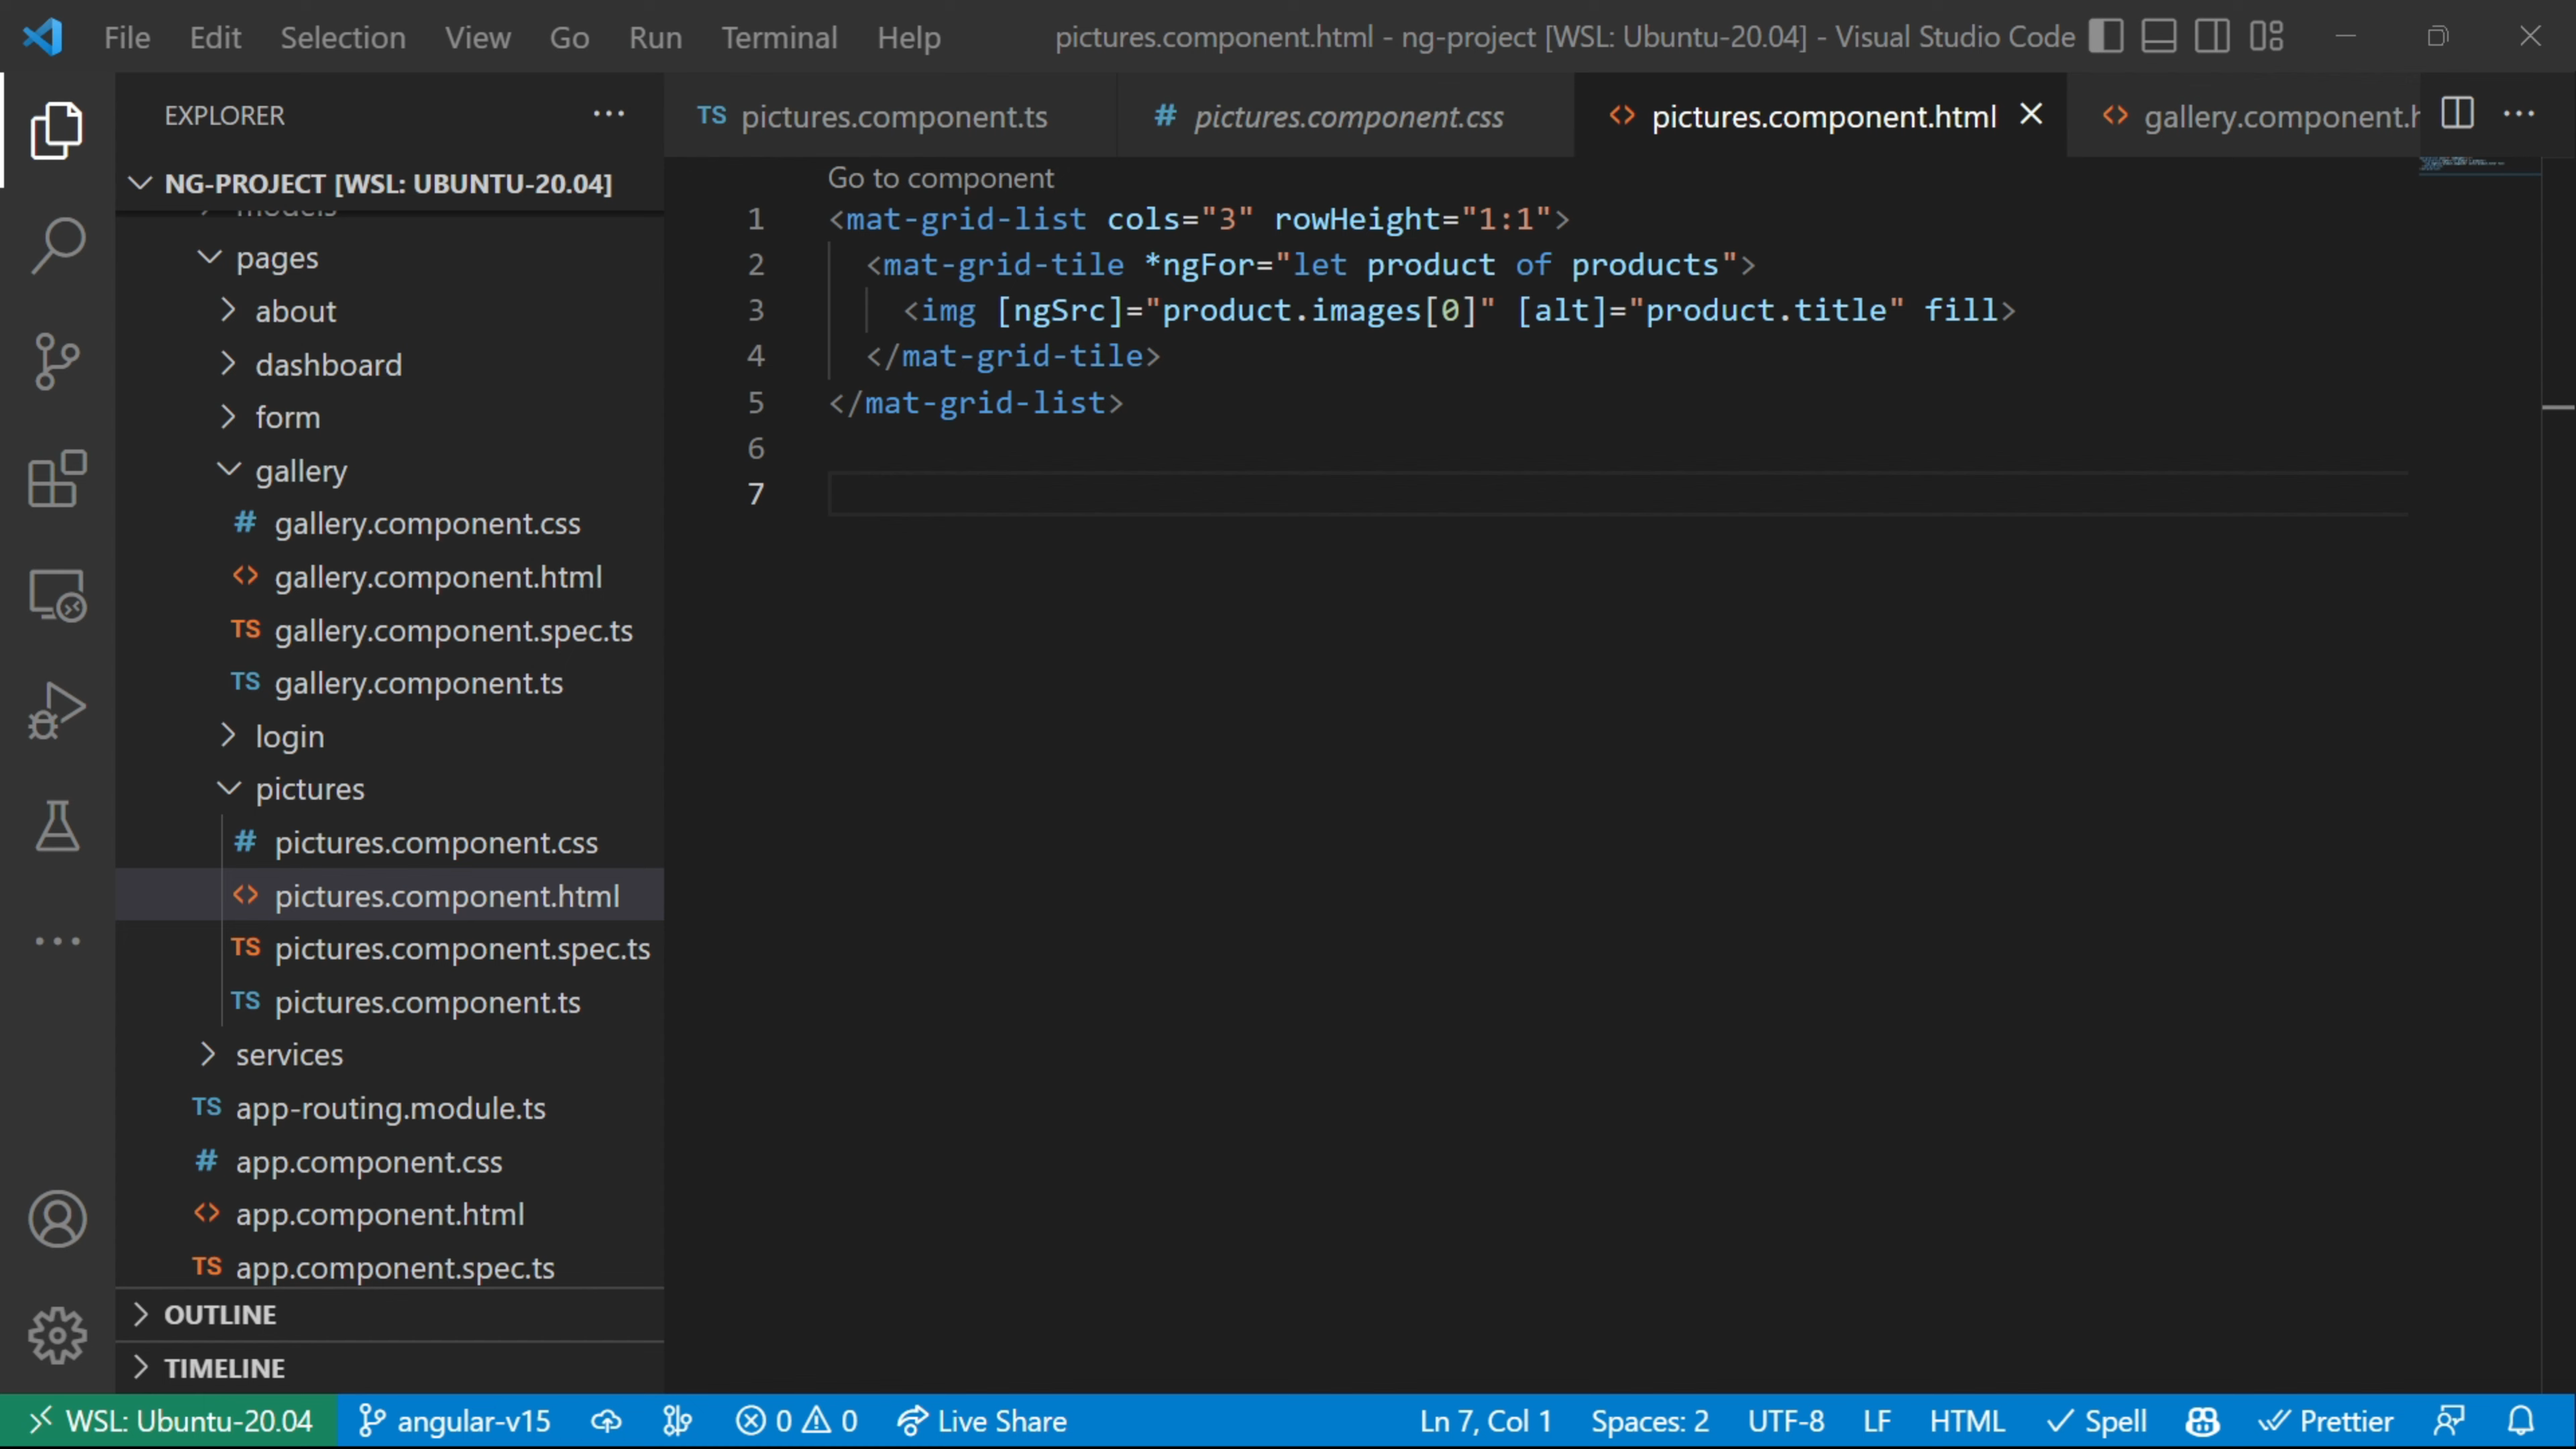 File Edit Selection View Go Run Terminal Help pictures.component.html - ng-project [WSL: Ubuntu-20.04] - Visual Studio Code
EXPLORER
NG-PROJECT [WSL: UBUNTU-20.04]
models
pages
about
dashboard
form
gallery
# gallery.component.css
<> gallery.component.html
TS gallery.component.spec.ts
TS gallery.component.ts
login
pictures
# pictures.component.css
<> pictures.component.html
TS pictures.component.spec.ts
TS pictures.component.ts
services
TS app-routing.module.ts
# app.component.css
<> app.component.html
TS app.component.spec.ts
OUTLINE
TIMELINE
TS pictures.component.ts # pictures.component.css <> pictures.component.html <> gallery.component.h
Go to component
1 <mat-grid-list cols="3" rowHeight="1:1">
2 <mat-grid-tile *ngFor="let product of products">
3 <img [ngSrc]="product.images[0]" [alt]="product.title" fill>
4 </mat-grid-tile>
5 </mat-grid-list>
6
7
WSL: Ubuntu-20.04 angular-v15 0 0 Live Share Ln 7, Col 1 Spaces: 2 UTF-8 LF HTML Spell Prettier